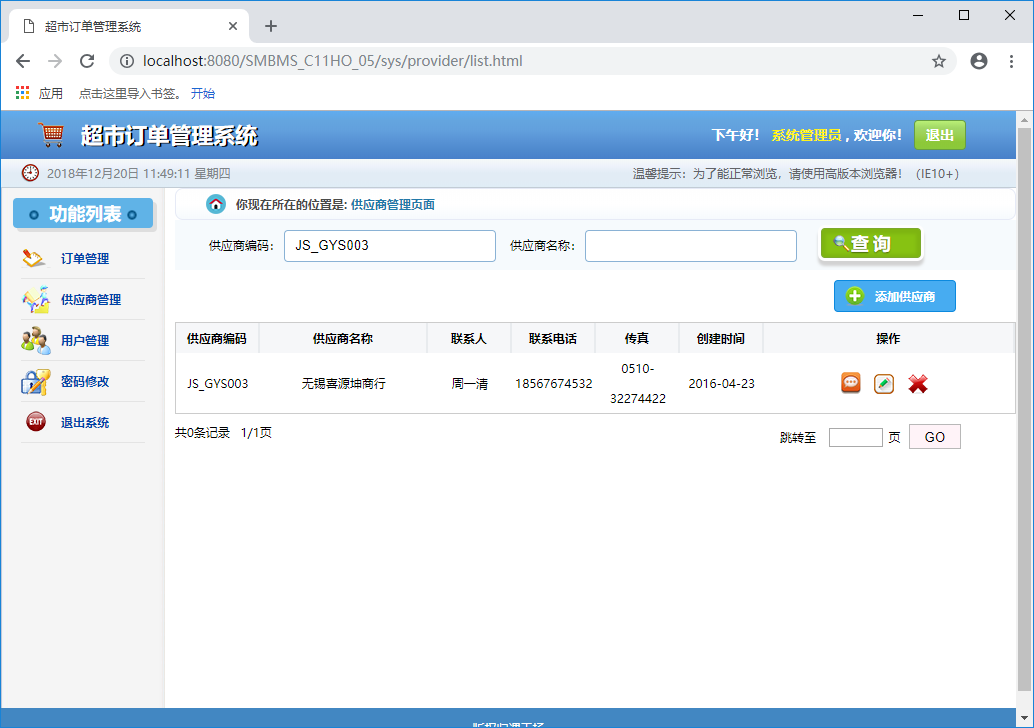 超市订单管理系统
localhost:8080/SMBMS_C11HO_05/sys/provider/list.html
应用 点击这里导入书签。 开始
超市订单管理系统
下午好! 系统管理员 , 欢迎你! 退出
2018年12月20日 11:49:11 星期四
温馨提示: 为了能正常浏览, 请使用高版本浏览器! (IE10+)
功能列表
订单管理
供应商管理
用户管理
密码修改
EXIT 退出系统
你现在所在的位置是: 供应商管理页面
供应商编码: JS_GYS003 供应商名称: 查 询
添加供应商
供应商编码 供应商名称 联系人 联系电话 传真 创建时间 操作
JS_GYS003 无锡喜源坤商行 周一清 18567674532 0510-
32274422 2016-04-23
共0条记录 1/1页
跳转至 页 GO